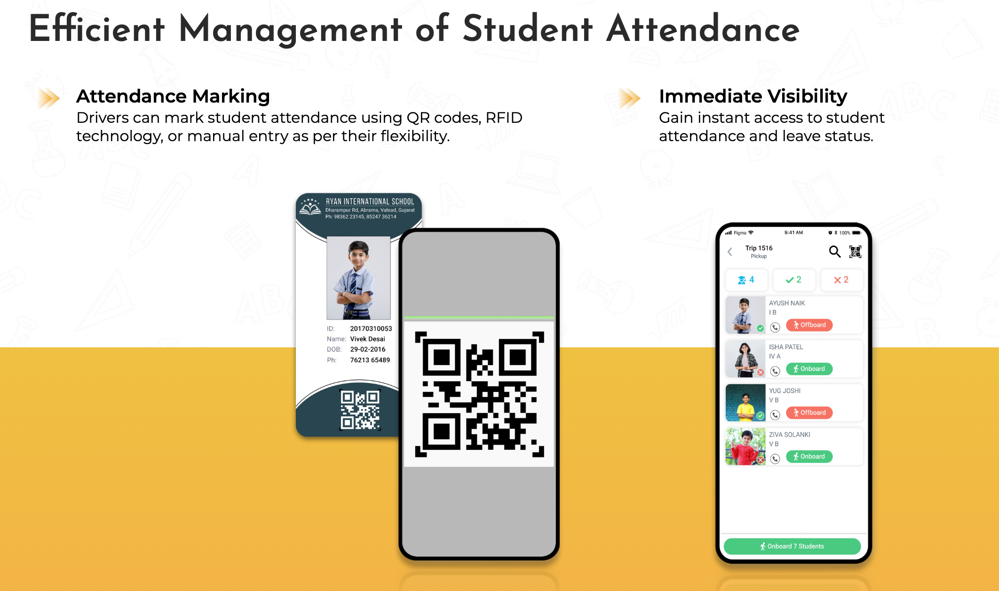 Efficient Management of Student Attendance
Attendance Marking
Drivers can mark student attendance using QR codes, RFID
technology, or manual entry as per their flexibility.
Immediate Visibility
Gain instant access to student
attendance and leave status.
RYAN INTERNATIONAL SCHOOL
Dharampur Rd, Abrama, Valsad, Gujarat
Ph: 98362 23145, 85247 36214
ID: 20170310053
Name: Vivek Desai
DOB: 29-02-2016
Ph: 76213 65489
Figma 9:41 AM 100%
Trip 1516
Pickup
4 2 2
AYUSH NAIK
I B
Offboard
ISHA PATEL
IV A
Onboard
YUG JOSHI
V B
Offboard
ZIVA SOLANKI
V B
Onboard
Onboard 7 Students